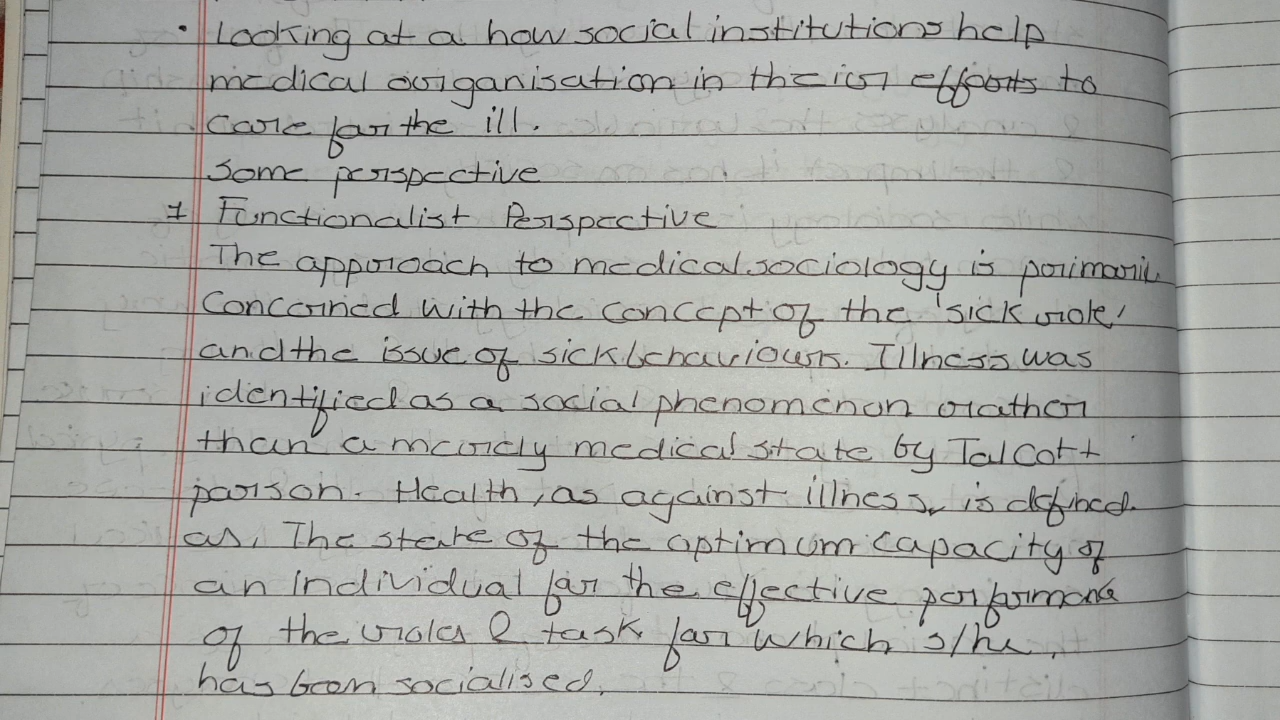 • Looking at a how social institutions help
medical organisation in their efforts to
care for the ill.
Some perspective
1 Functionalist Perspective
The approach to medical sociology is primaril
concerned with the concept of the 'sick role'
and the issue of sick behaviours. Illness was
identified as a social phenomenon rather
than a merely medical state by Talcott
parson. Health, as against illness, is defined
as, The state of the optimum capacity of
an individual for the effective performance
of the roles & task for which s/he,
has been socialised.